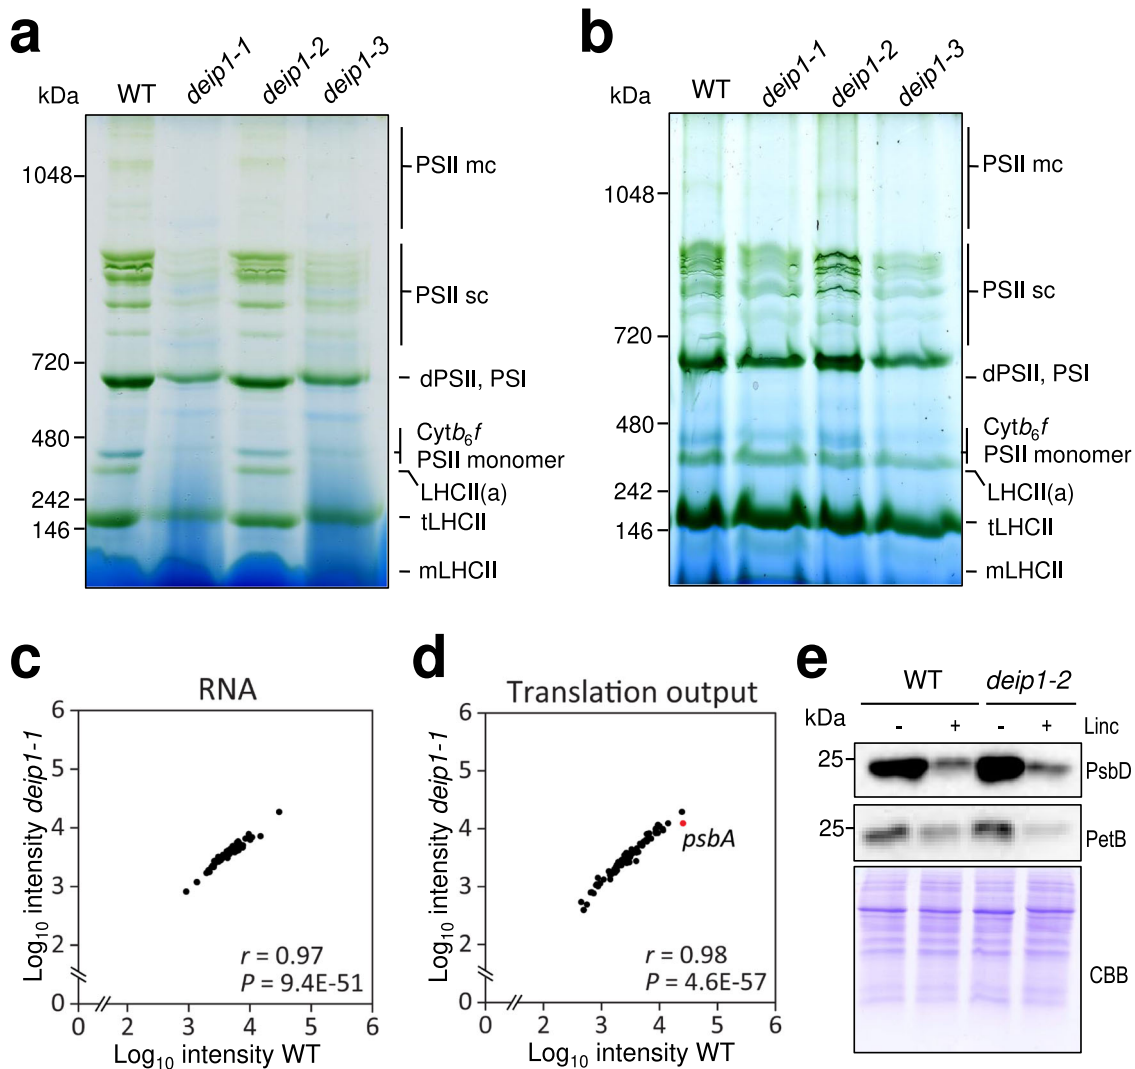 a
kDa
WT
deip1-1
deip1-2
deip1-3
1048
720
480
242
146
PSII mc
PSII sc
dPSII, PSI
Cytb6f
PSII monomer
LHCII(a)
tLHCII
mLHCII
b
kDa
WT
deip1-1
deip1-2
deip1-3
1048
720
480
242
146
PSII mc
PSII sc
dPSII, PSI
Cytb6f
PSII monomer
LHCII(a)
tLHCII
mLHCII
c
RNA
Log10 intensity deip1-1
6
5
4
3
2
0
r = 0.97
P = 9.4E-51
0 2 3 4 5 6
Log10 intensity WT
d
Translation output
Log10 intensity deip1-1
6
5
4
3
2
0
psbA
r = 0.98
P = 4.6E-57
0 2 3 4 5 6
Log10 intensity WT
e
WT deip1-2
kDa
- + - + Linc
25 PsbD
25 PetB
CBB